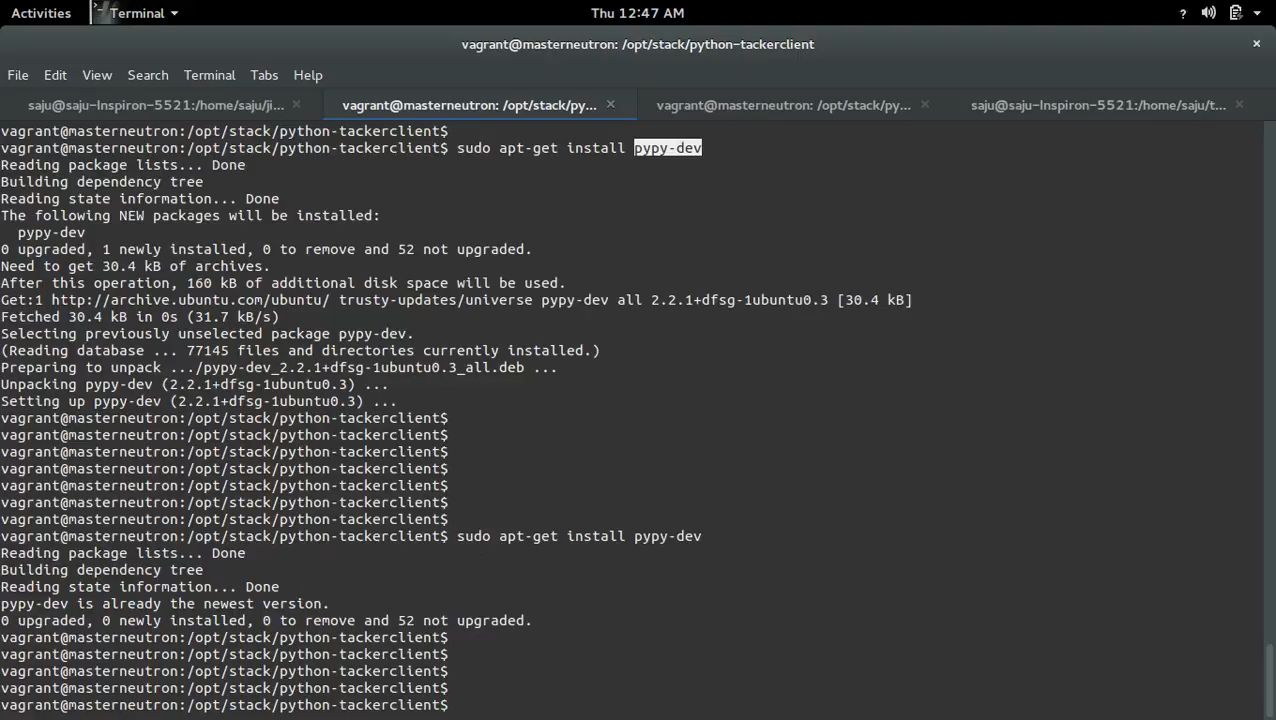 Activities Terminal Thu 12:47 AM ?
vagrant@masterneutron: /opt/stack/python-tackerclient ×
File Edit View Search Terminal Tabs Help
saju@saju-Inspiron-5521:/home/saju/ji... × vagrant@masterneutron: /opt/stack/py... × vagrant@masterneutron: /opt/stack/py... × saju@saju-Inspiron-5521:/home/saju/t... ×
vagrant@masterneutron:/opt/stack/python-tackerclient$
vagrant@masterneutron:/opt/stack/python-tackerclient$ sudo apt-get install pypy-dev
Reading package lists... Done
Building dependency tree
Reading state information... Done
The following NEW packages will be installed:
  pypy-dev
0 upgraded, 1 newly installed, 0 to remove and 52 not upgraded.
Need to get 30.4 kB of archives.
After this operation, 160 kB of additional disk space will be used.
Get:1 http://archive.ubuntu.com/ubuntu/ trusty-updates/universe pypy-dev all 2.2.1+dfsg-1ubuntu0.3 [30.4 kB]
Fetched 30.4 kB in 0s (31.7 kB/s)
Selecting previously unselected package pypy-dev.
(Reading database ... 77145 files and directories currently installed.)
Preparing to unpack .../pypy-dev_2.2.1+dfsg-1ubuntu0.3_all.deb ...
Unpacking pypy-dev (2.2.1+dfsg-1ubuntu0.3) ...
Setting up pypy-dev (2.2.1+dfsg-1ubuntu0.3) ...
vagrant@masterneutron:/opt/stack/python-tackerclient$
vagrant@masterneutron:/opt/stack/python-tackerclient$
vagrant@masterneutron:/opt/stack/python-tackerclient$
vagrant@masterneutron:/opt/stack/python-tackerclient$
vagrant@masterneutron:/opt/stack/python-tackerclient$
vagrant@masterneutron:/opt/stack/python-tackerclient$
vagrant@masterneutron:/opt/stack/python-tackerclient$
vagrant@masterneutron:/opt/stack/python-tackerclient$ sudo apt-get install pypy-dev
Reading package lists... Done
Building dependency tree
Reading state information... Done
pypy-dev is already the newest version.
0 upgraded, 0 newly installed, 0 to remove and 52 not upgraded.
vagrant@masterneutron:/opt/stack/python-tackerclient$
vagrant@masterneutron:/opt/stack/python-tackerclient$
vagrant@masterneutron:/opt/stack/python-tackerclient$
vagrant@masterneutron:/opt/stack/python-tackerclient$
vagrant@masterneutron:/opt/stack/python-tackerclient$